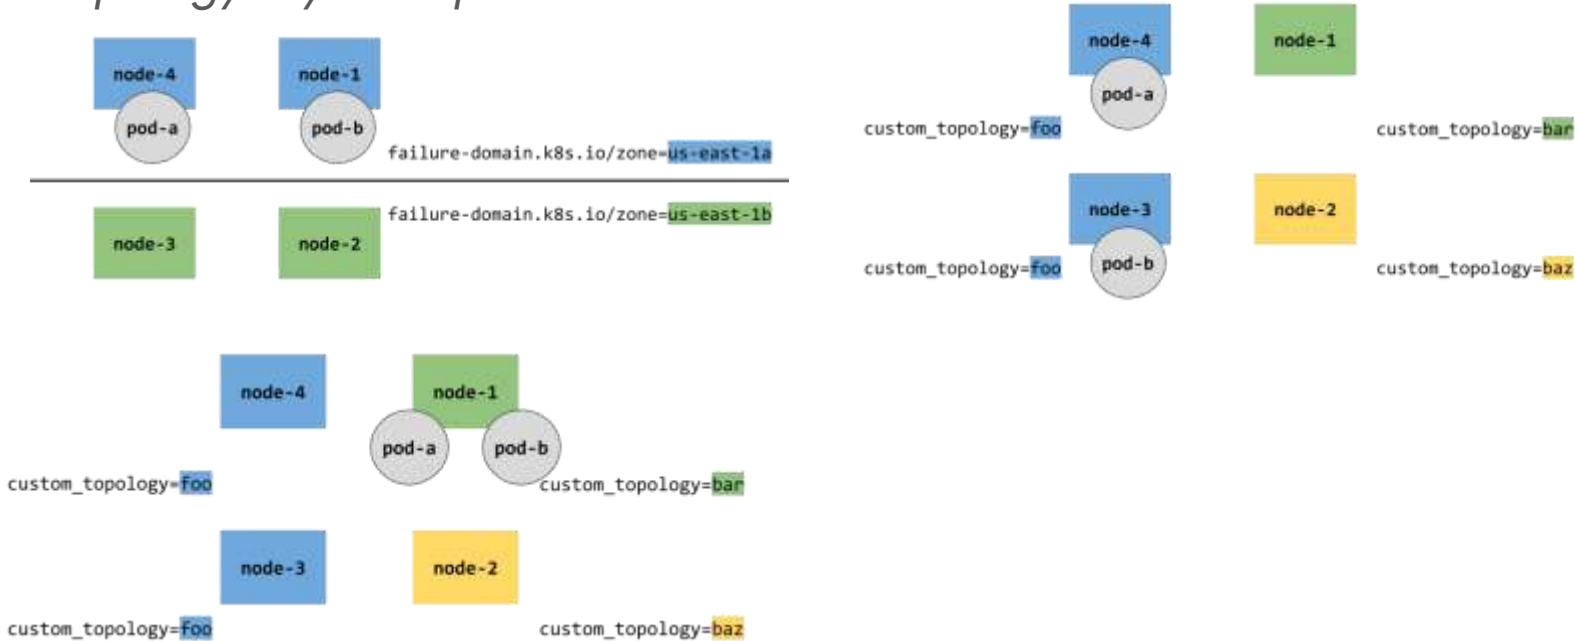 node-4 node-1
pod-a pod-b
failure-domain.k8s.io/zone=us-east-1a
failure-domain.k8s.io/zone=us-east-1b
node-3 node-2
node-4 node-1
pod-a
custom_topology=foo custom_topology=bar
node-3 node-2
custom_topology=foo pod-b custom_topology=baz
node-4 node-1
pod-a pod-b
custom_topology=foo custom_topology=bar
node-3 node-2
custom_topology=foo custom_topology=baz